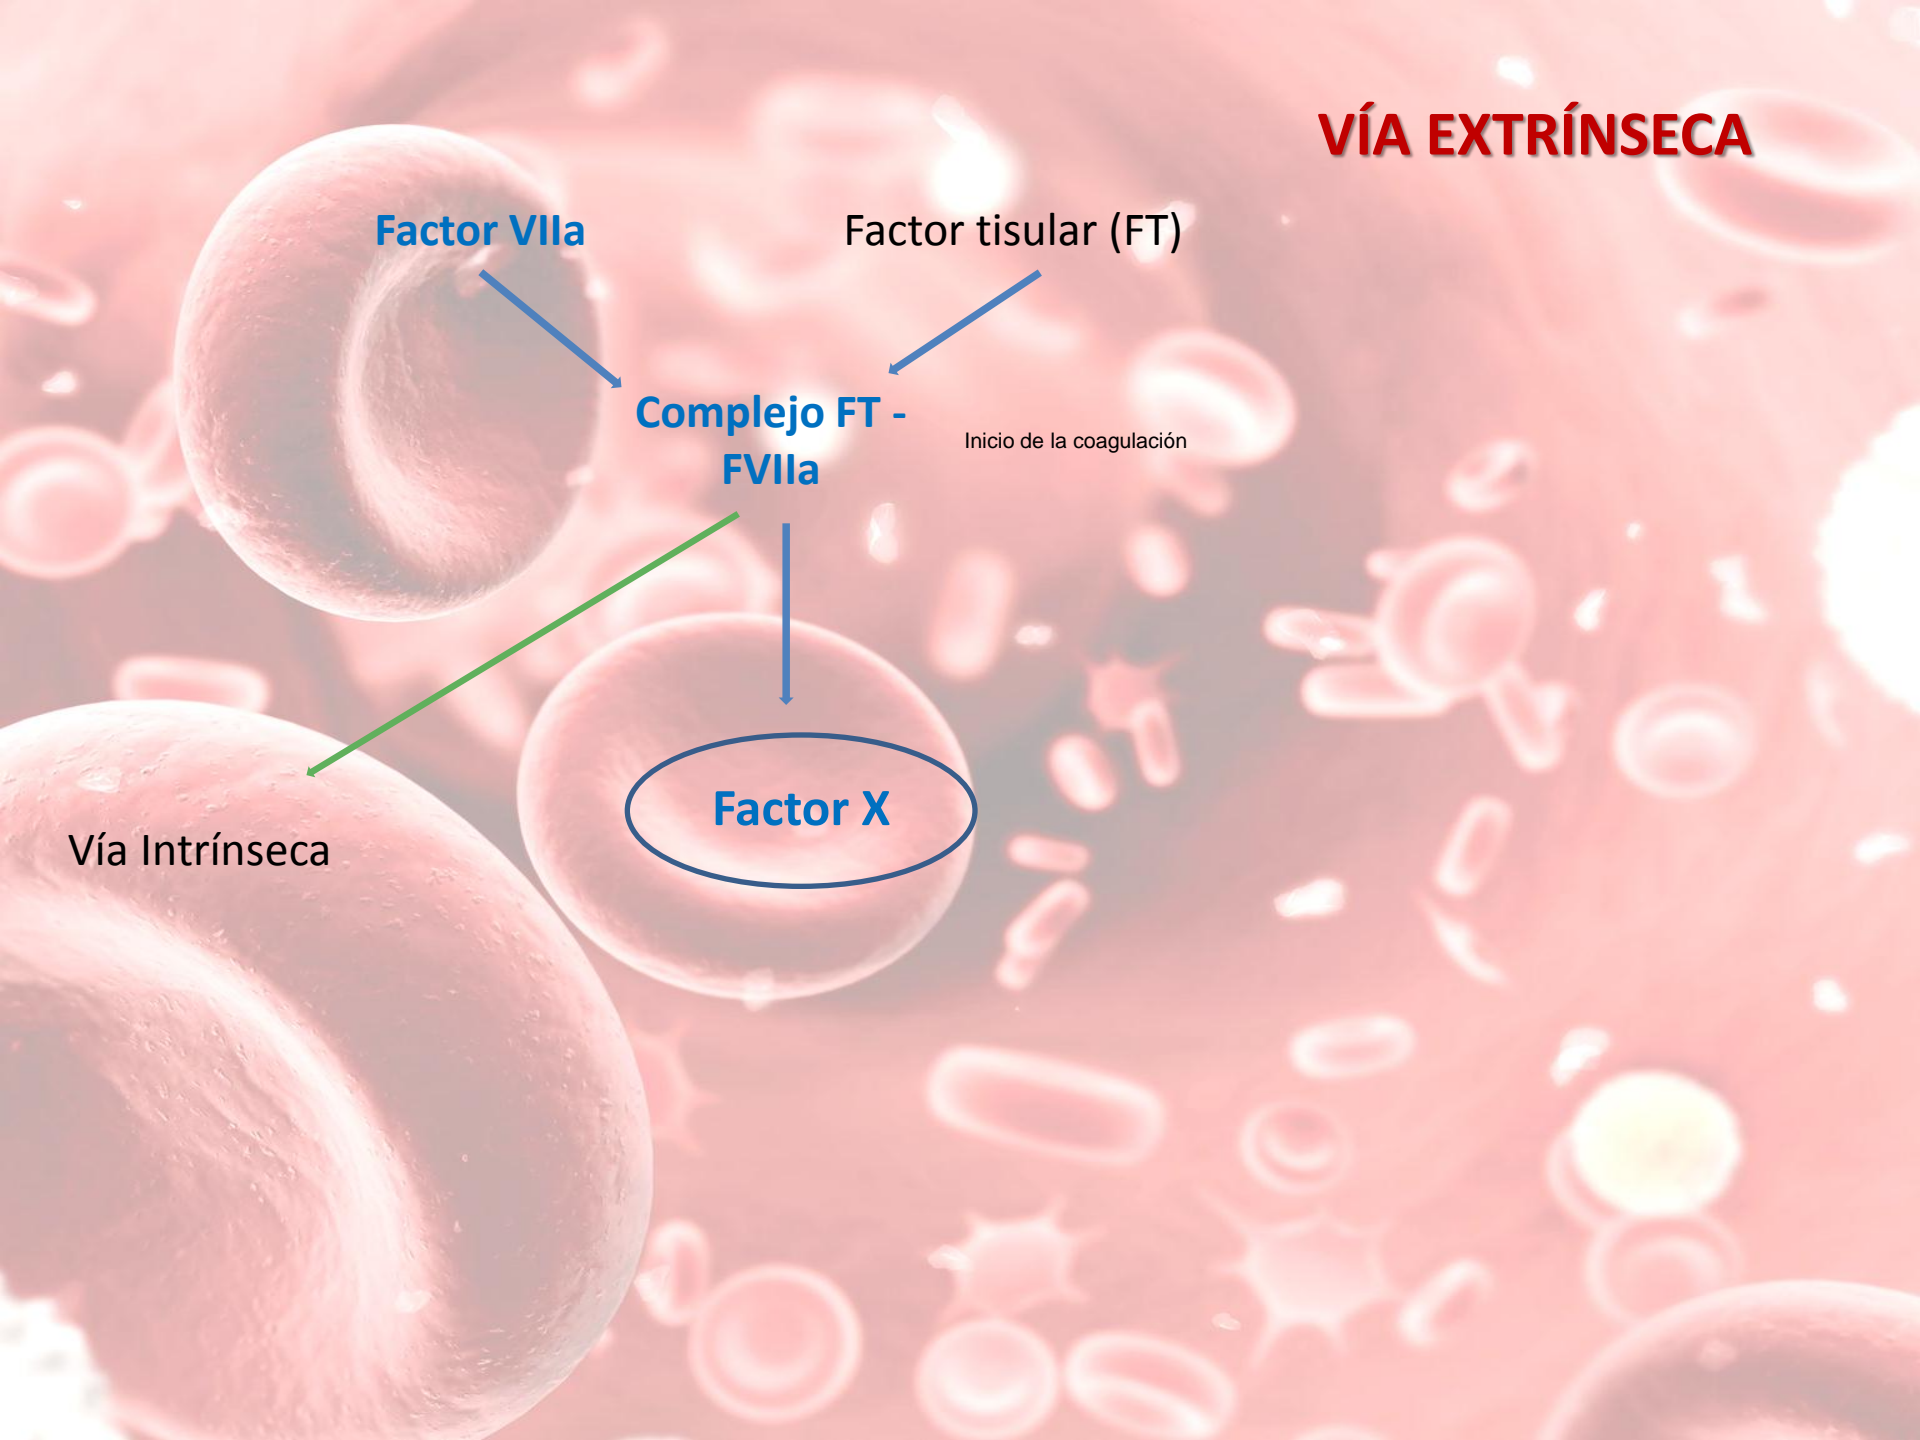 VÍA EXTRÍNSECA
Factor VIIa
Factor tisular (FT)
Complejo FT -
FVIIa
Inicio de la coagulación
Factor X
Vía Intrínseca